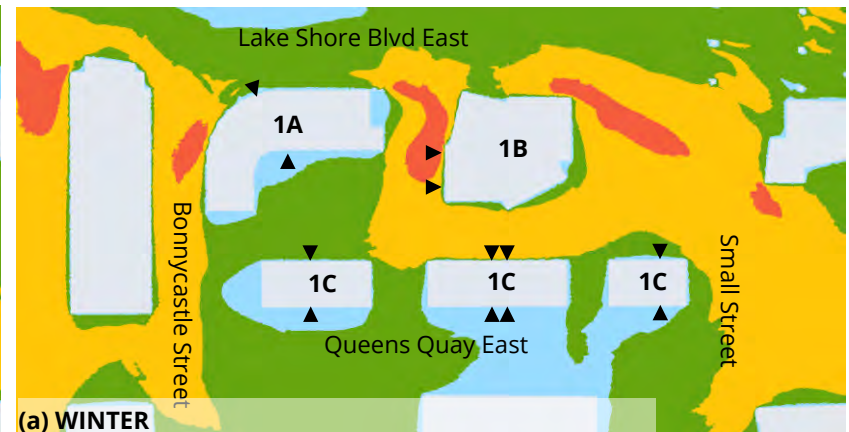 Lake Shore Blvd East
1A
1B
Bonnycastle Street
Small Street
1C
1C
1C
Queens Quay East
(a) WINTER